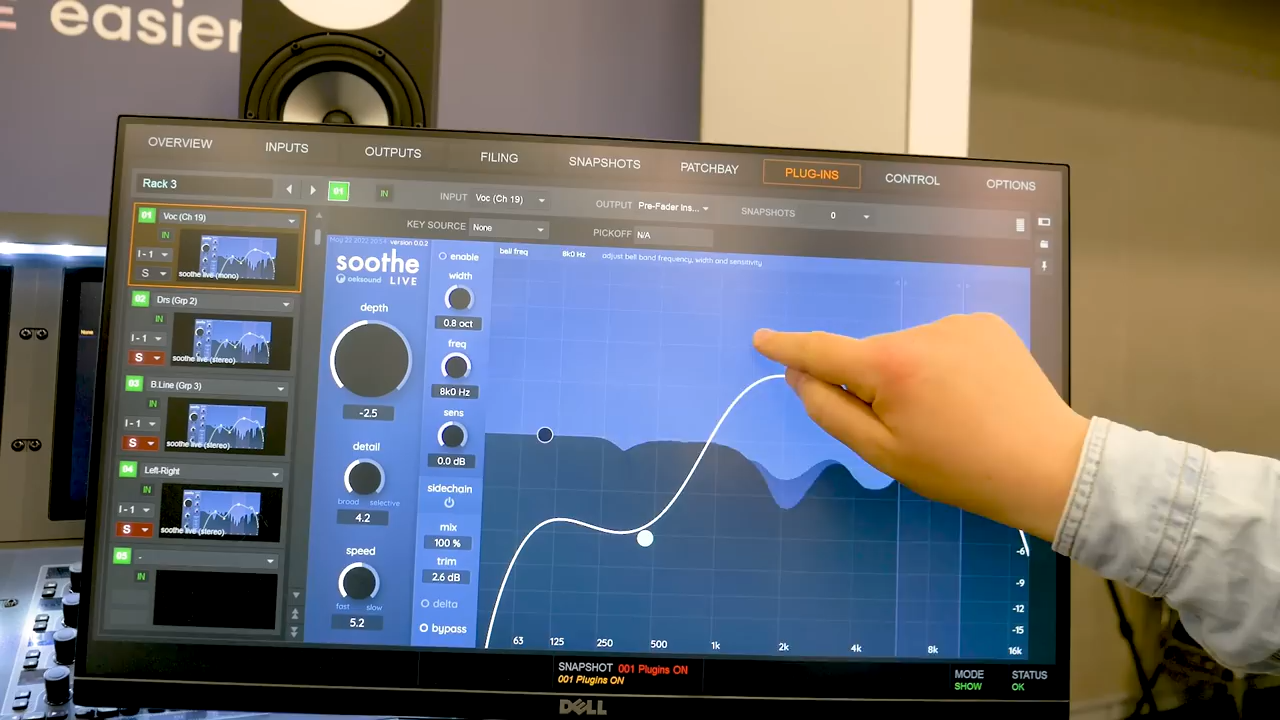 easier
OVERVIEW INPUTS OUTPUTS FILING SNAPSHOTS PATCHBAY PLUG-INS CONTROL OPTIONS
Rack 3 01 IN INPUT Voc (Ch 19) OUTPUT Pre-Fader Ins... SNAPSHOTS 0
KEY SOURCE None PICKOFF N/A
01 Voc (Ch 19)
IN
I - 1
S
soothe live (mono)
02 Drs (Grp 2)
IN
I - 1
S
soothe live (stereo)
03 B.Line (Grp 3)
IN
I - 1
S
soothe live (stereo)
04 Left-Right
IN
I - 1
S
soothe live (stereo)
05 -
IN
version 0.0.2
soothe
oeksound LIVE
depth
-2.5
detail
broad selective
4.2
speed
fast slow
5.2
enable
width
0.8 oct
freq
8k0 Hz
sens
0.0 dB
sidechain
mix
100 %
trim
2.6 dB
delta
bypass
bell freq 8k0 Hz adjust bell band frequency, width and sensitivity
-6
-9
-12
-15
63 125 250 500 1k 2k 4k 8k 16k
SNAPSHOT 001 Plugins ON
001 Plugins ON
MODE
SHOW
STATUS
OK
DELL
None